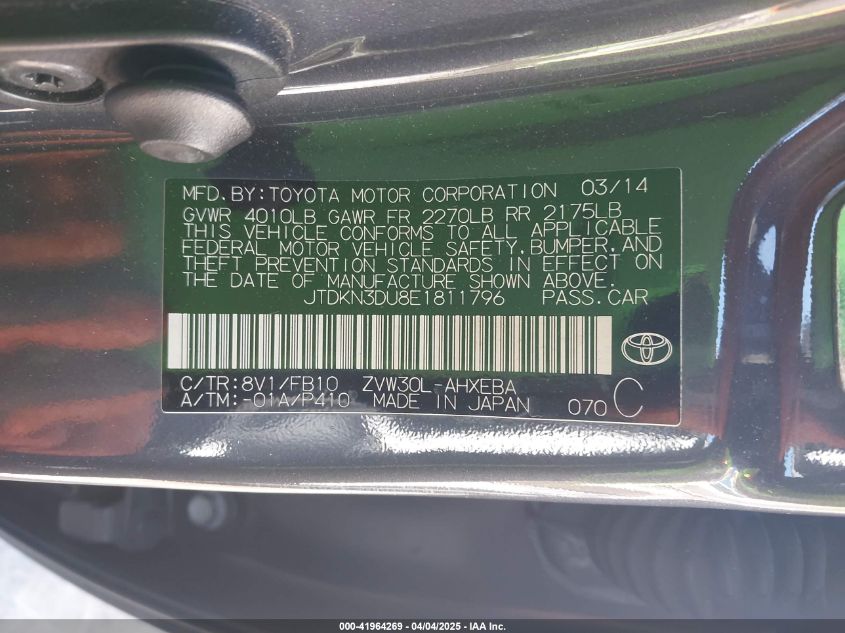 MFD. BY: TOYOTA MOTOR CORPORATION 03/14
GVWR 4010LB GAWR FR 2270LB RR 2175LB
THIS VEHICLE CONFORMS TO ALL APPLICABLE
FEDERAL MOTOR VEHICLE SAFETY, BUMPER, AND
THEFT PREVENTION STANDARDS IN EFFECT ON
THE DATE OF MANUFACTURE SHOWN ABOVE.
JTDKN3DU8E1811796 PASS. CAR
C/TR: 8V1/FB10 ZVW30L-AHXEBA
A/TM: -01A/P410 MADE IN JAPAN 070 C
000-41964269 | 04/04/2025 | IAA Inc.